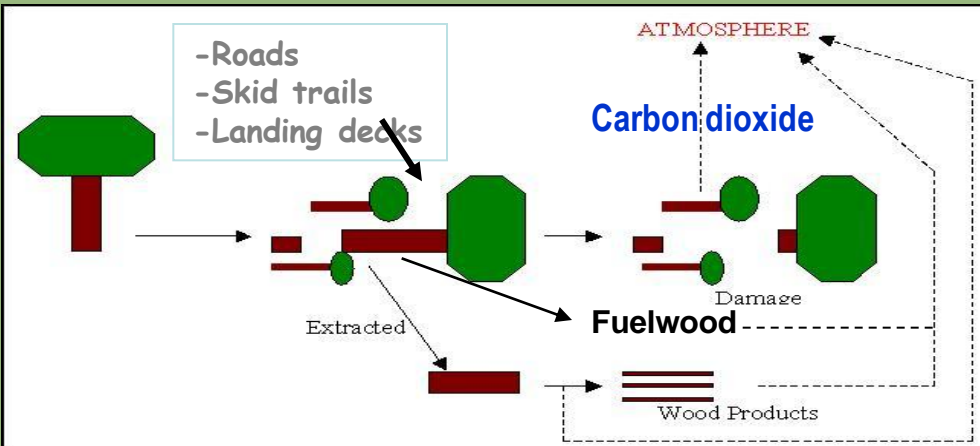 ATMOSPHERE
-Roads
-Skid trails
-Landing decks
Carbon dioxide
Damage
Extracted
Fuelwood
Wood Products